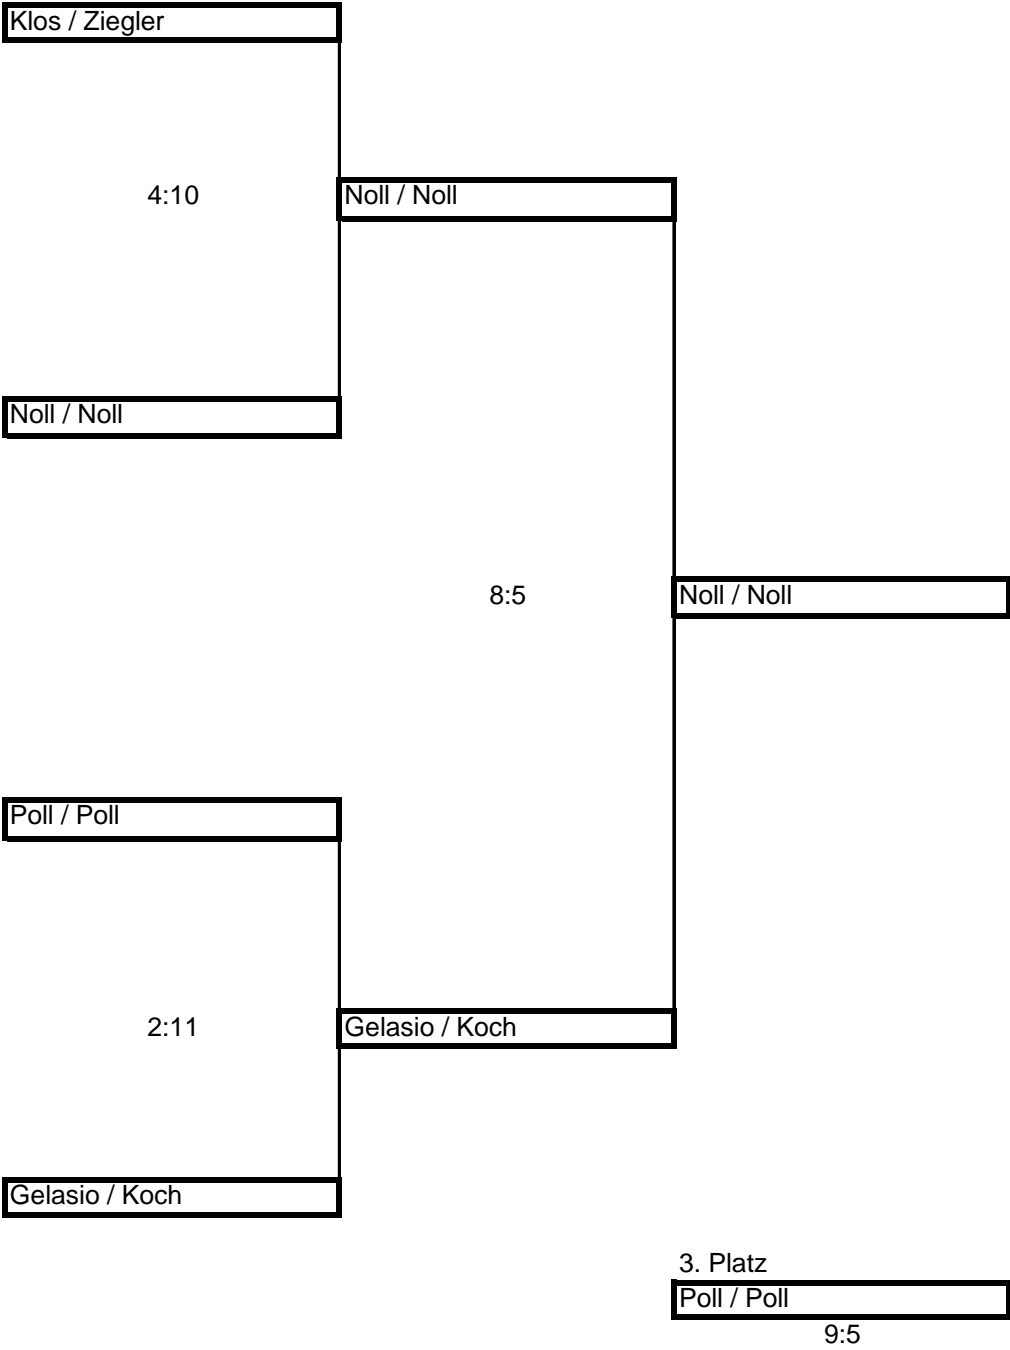 Klos / Ziegler
4:10
Noll / Noll
Noll / Noll
8:5
Noll / Noll
Poll / Poll
2:11
Gelasio / Koch
Gelasio / Koch
3. Platz
Poll / Poll
9:5